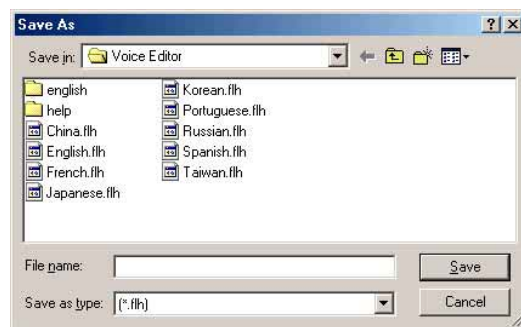 Save As
Save in: Voice Editor
english
help
China.flh
English.flh
French.flh
Japanese.flh
Korean.flh
Portuguese.flh
Russian.flh
Spanish.flh
Taiwan.flh
File name:
Save
Save as type: (*.flh)
Cancel